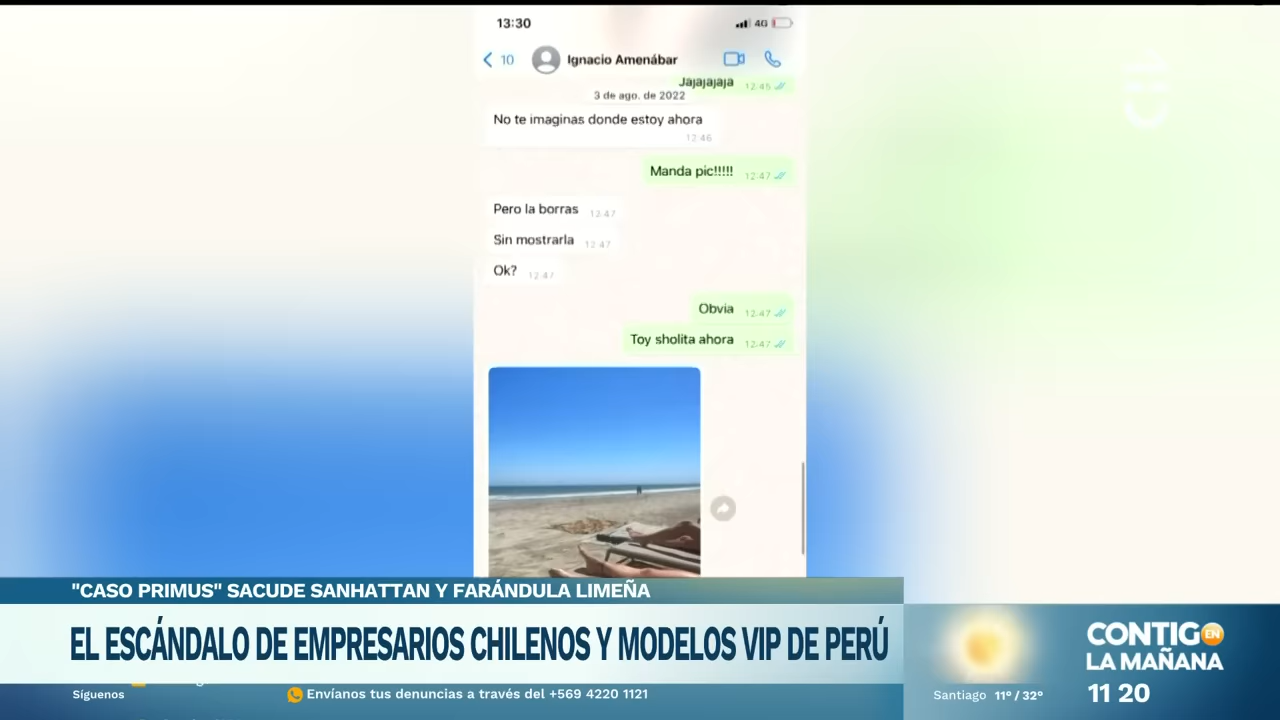 13:30
4G
10
Ignacio Amenábar
Jajajajaja 12:45
3 de ago. de 2022
No te imaginas donde estoy ahora
12:46
Manda pic!!!!! 12:47
Pero la borras 12:47
Sin mostrarla 12:47
Ok? 12:47
Obvia 12:47
Toy sholita ahora 12:47
"CASO PRIMUS" SACUDE SANHATTAN Y FARÁNDULA LIMEÑA
EL ESCÁNDALO DE EMPRESARIOS CHILENOS Y MODELOS VIP DE PERÚ
Síguenos
Envíanos tus denuncias a través del +569 4220 1121
Santiago 11° / 32°
CONTIGO EN
LA MAÑANA
11 20